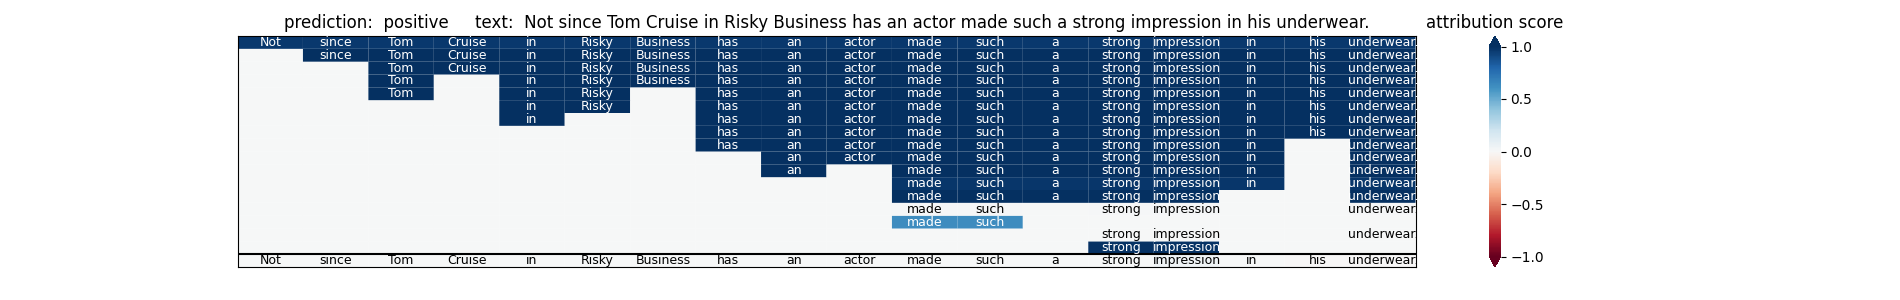 prediction: positive text: Not since Tom Cruise in Risky Business has an actor made such a strong impression in his underwear.
Not since Tom Cruise in Risky Business has an actor made such a strong impression in his underwear.
since Tom Cruise in Risky Business has an actor made such a strong impression in his underwear.
Tom Cruise in Risky Business has an actor made such a strong impression in his underwear.
Tom in Risky Business has an actor made such a strong impression in his underwear.
Tom in Risky has an actor made such a strong impression in his underwear.
in Risky has an actor made such a strong impression in his underwear.
in has an actor made such a strong impression in his underwear.
has an actor made such a strong impression in his underwear.
has an actor made such a strong impression in underwear.
an actor made such a strong impression in underwear.
an made such a strong impression in underwear.
made such a strong impression in underwear.
made such a strong impression underwear.
made such strong impression underwear.
made such
strong impression underwear.
strong impression
Not since Tom Cruise in Risky Business has an actor made such a strong impression in his underwear.
attribution score
1.0
0.5
0.0
−0.5
−1.0